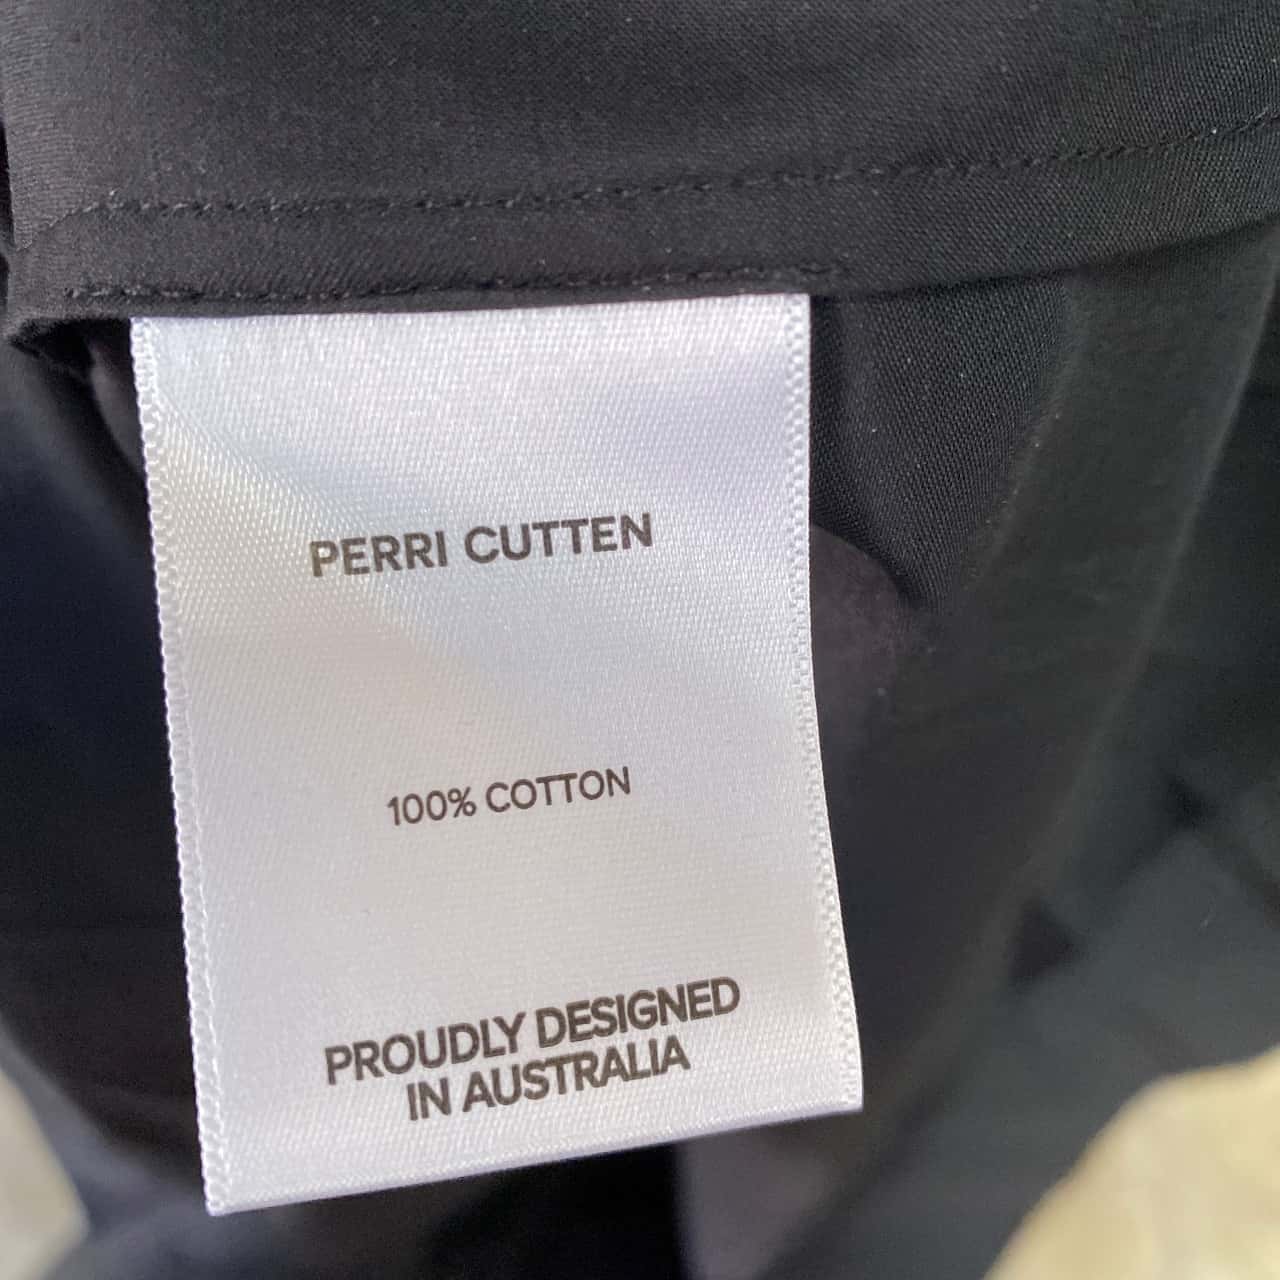 PERRI CUTTEN
100% COTTON
PROUDLY DESIGNED
IN AUSTRALIA